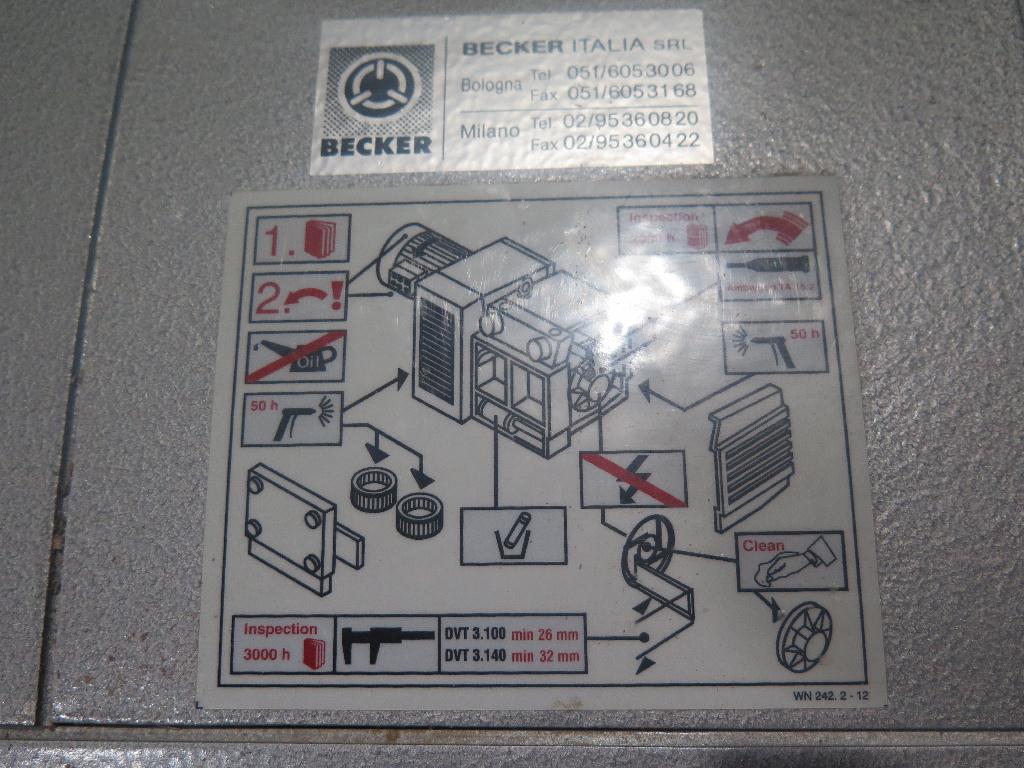 BECKER
BECKER ITALIA SRL
Bologna Tel 051/6053006
Fax 051/6053168
Milano Tel 02/95360820
Fax 02/95360422
1.
2. !
Oil
50 h
Inspection
h
50 h
Clean
Inspection
3000 h
DVT 3.100 min 26 mm
DVT 3.140 min 32 mm
WN 242. 2 - 12